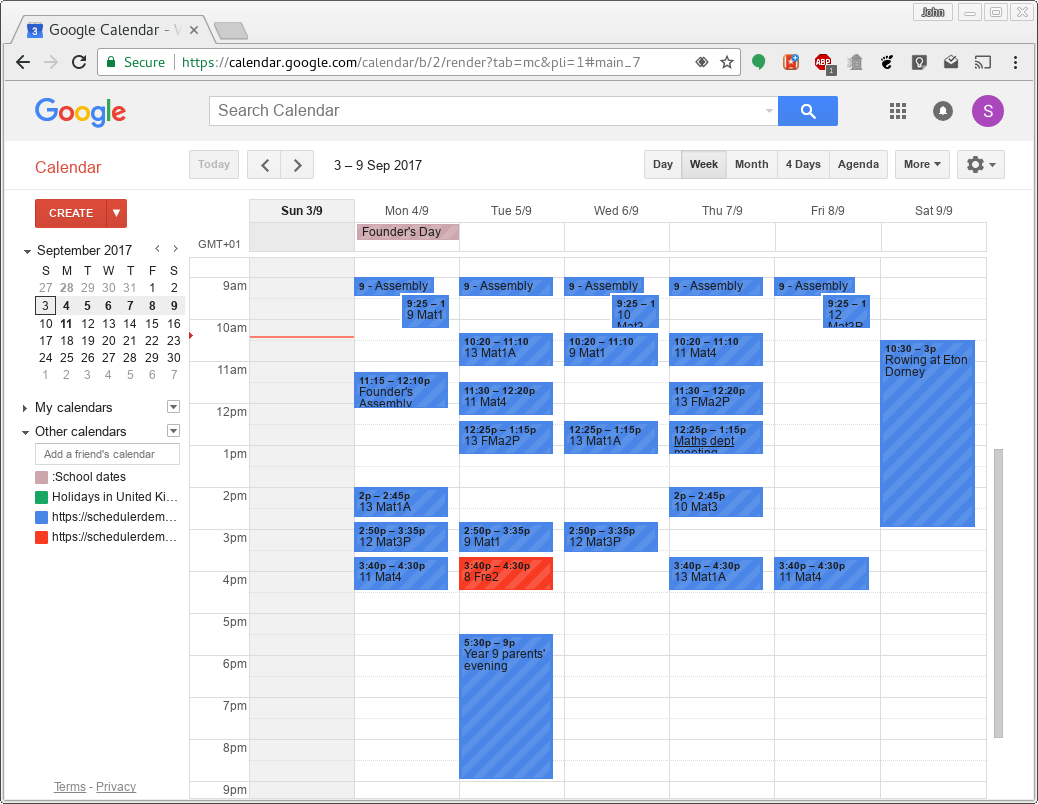 John
Google Calendar - W
Secure https://calendar.google.com/calendar/b/2/render?tab=mc&pli=1#main_7
ABP
1
Google
Search Calendar
S
Calendar
Today
3 – 9 Sep 2017
Day Week Month 4 Days Agenda
More
CREATE
September 2017
S M T W T F S
27 28 29 30 31 1 2
3 4 5 6 7 8 9
10 11 12 13 14 15 16
17 18 19 20 21 22 23
24 25 26 27 28 29 30
1 2 3 4 5 6 7
My calendars
Other calendars
Add a friend's calendar
:School dates
Holidays in United Ki…
https://schedulerdem…
https://schedulerdem…
Terms - Privacy
Sun 3/9 Mon 4/9 Tue 5/9 Wed 6/9 Thu 7/9 Fri 8/9 Sat 9/9
GMT+01
Founder's Day
9am
10am
11am
12pm
1pm
2pm
3pm
4pm
5pm
6pm
7pm
8pm
9pm
9 - Assembly
9:25 – 1
9 Mat1
11:15 – 12:10p
Founder's
Assembly
2p – 2:45p
13 Mat1A
2:50p – 3:35p
12 Mat3P
3:40p – 4:30p
11 Mat4
9 - Assembly
10:20 – 11:10
13 Mat1A
11:30 – 12:20p
11 Mat4
12:25p – 1:15p
13 FMa2P
2:50p – 3:35p
9 Mat1
3:40p – 4:30p
8 Fre2
5:30p – 9p
Year 9 parents'
evening
9 - Assembly
9:25 – 1
10
Mat3
10:20 – 11:10
9 Mat1
12:25p – 1:15p
13 Mat1A
2:50p – 3:35p
12 Mat3P
9 - Assembly
10:20 – 11:10
11 Mat4
11:30 – 12:20p
13 FMa2P
12:25p – 1:15p
Maths dept
meeting
2p – 2:45p
10 Mat3
3:40p – 4:30p
13 Mat1A
9 - Assembly
9:25 – 1
12
Mat3P
3:40p – 4:30p
11 Mat4
10:30 – 3p
Rowing at Eton
Dorney